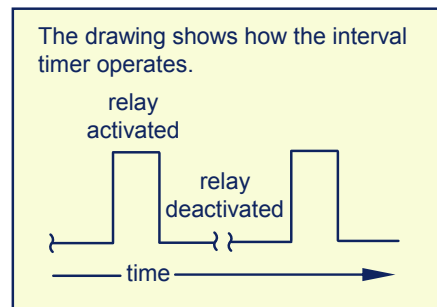 The drawing shows how the interval
timer operates.
relay
activated
relay
deactivated
time